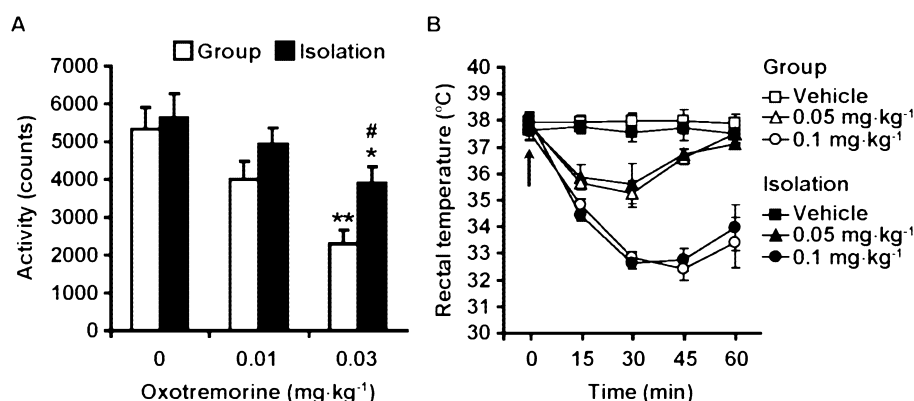 A
Group Isolation
7000
6000
5000
4000
3000
2000
1000
0
Activity (counts)
#
*
**
0 0.01 0.03
Oxotremorine (mg·kg⁻¹)
B
40
39
38
37
36
35
34
33
32
31
30
Rectal temperature (°C)
0 15 30 45 60
Time (min)
Group
Vehicle
0.05 mg·kg⁻¹
0.1 mg·kg⁻¹
Isolation
Vehicle
0.05 mg·kg⁻¹
0.1 mg·kg⁻¹